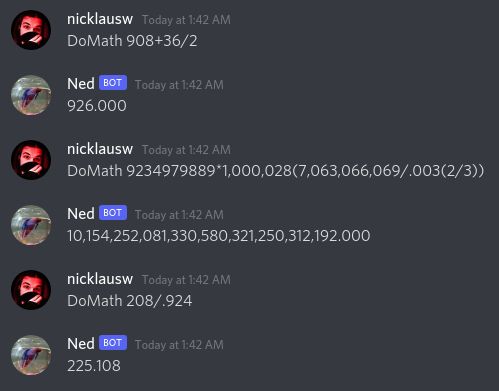 nicklausw Today at 1:42 AM
DoMath 908+36/2
Ned BOT Today at 1:42 AM
926.000
nicklausw Today at 1:42 AM
DoMath 9234979889*1,000,028(7,063,066,069/.003(2/3))
Ned BOT Today at 1:42 AM
10,154,252,081,330,580,321,250,312,192.000
nicklausw Today at 1:42 AM
DoMath 208/.924
Ned BOT Today at 1:42 AM
225.108